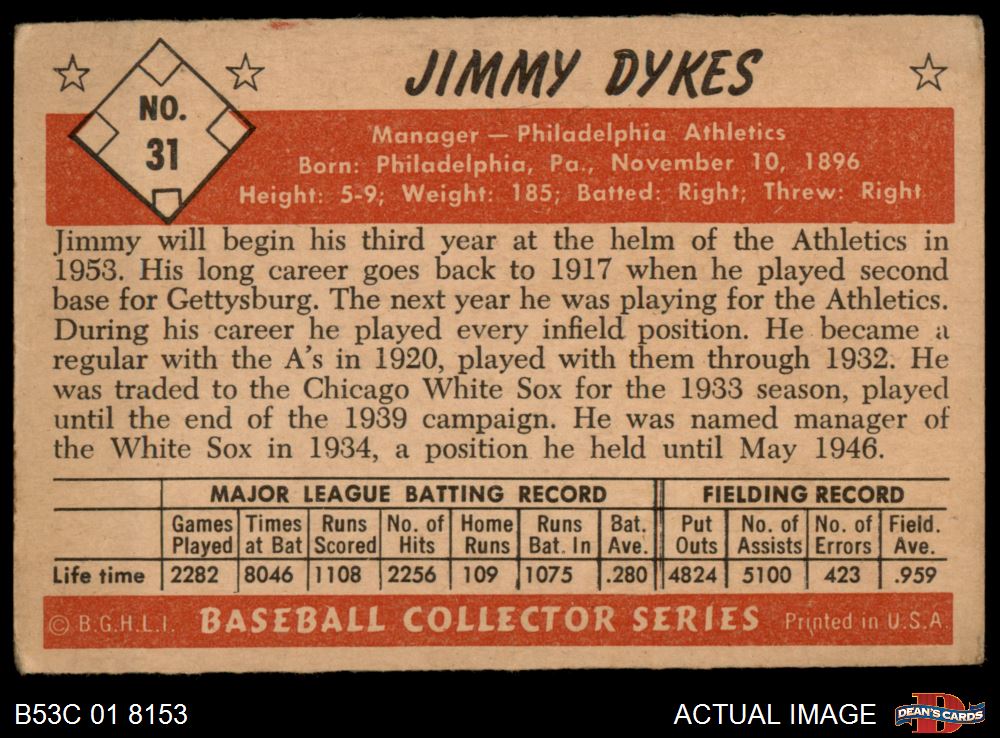 JIMMY DYKES
NO.
31
Manager — Philadelphia Athletics
Born: Philadelphia, Pa., November 10, 1896
Height: 5-9; Weight: 185; Batted: Right; Threw: Right
Jimmy will begin his third year at the helm of the Athletics in
1953. His long career goes back to 1917 when he played second
base for Gettysburg. The next year he was playing for the Athletics.
During his career he played every infield position. He became a
regular with the A's in 1920, played with them through 1932. He
was traded to the Chicago White Sox for the 1933 season, played
until the end of the 1939 campaign. He was named manager of
the White Sox in 1934, a position he held until May 1946.
MAJOR LEAGUE BATTING RECORD FIELDING RECORD
Games Times Runs No. of Home Runs Bat. Put No. of No. of Field.
Played at Bat Scored Hits Runs Bat. In Ave. Outs Assists Errors Ave.
Life time 2282 8046 1108 2256 109 1075 .280 4824 5100 423 .959
© B.G.H.L.I. BASEBALL COLLECTOR SERIES Printed in U.S.A.
B53C 01 8153 ACTUAL IMAGE DEAN'S CARDS